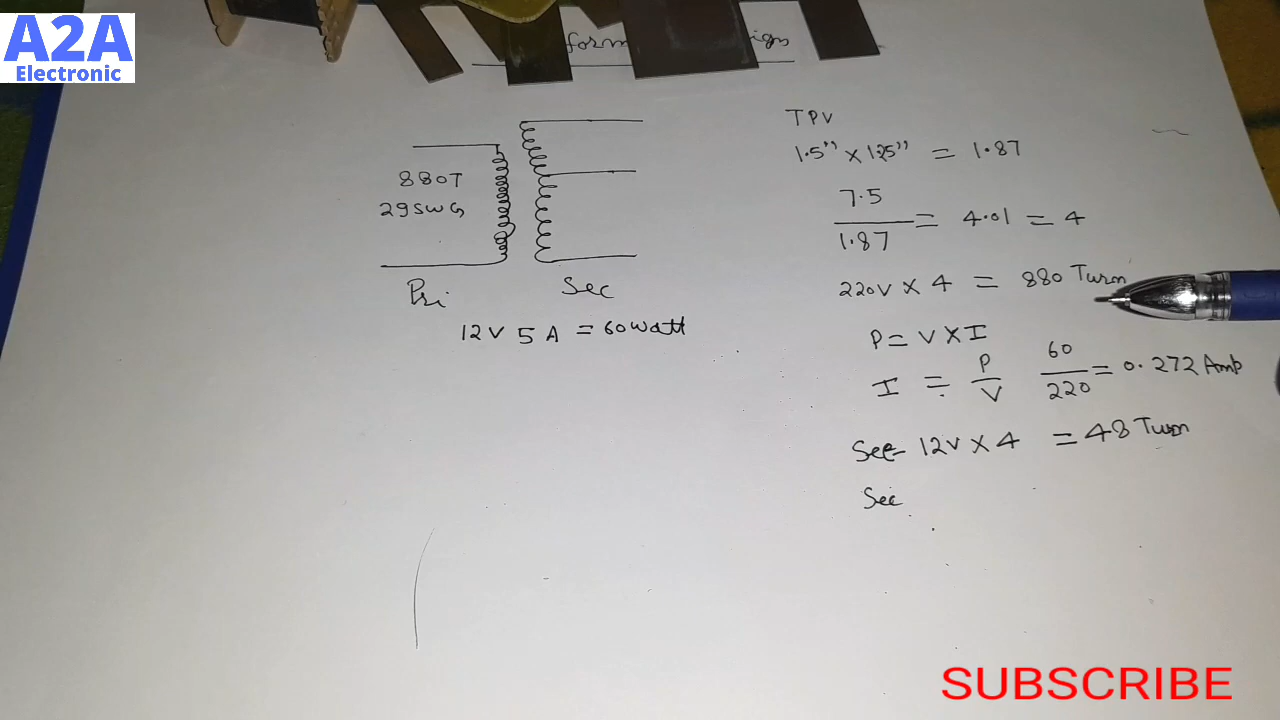 A2A
Electronic
TPV
1.5" x 1.25" = 1.87
7.5
1.87
= 4.01 = 4
220V x 4 = 880 Turn
P = V x I
I = P
V
60
220
= 0.272 Amp
Sec 12V x 4 = 48 Turn
Sec
880T
29SWG
Pri
Sec
12V 5A = 60watt
SUBSCRIBE